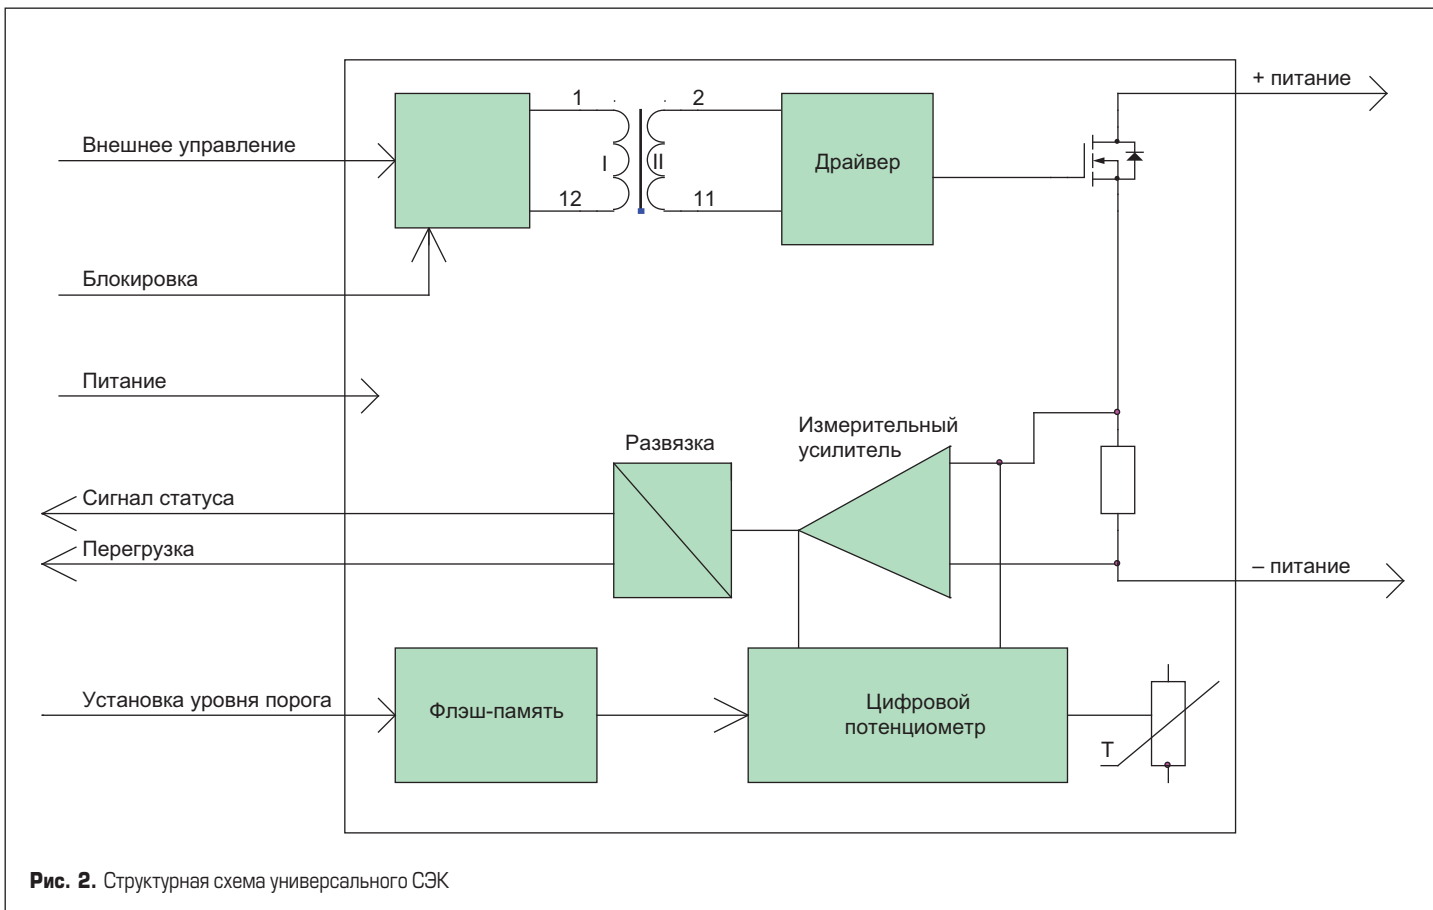 + питание
1
2
Внешнее управление
I
II
Драйвер
12
11
Блокировка
Питание
Измерительный
усилитель
Развязка
Сигнал статуса
Перегрузка
– питание
Установка уровня порога
Флэш-память
Цифровой
потенциометр
T
Рис. 2. Структурная схема универсального СЭК